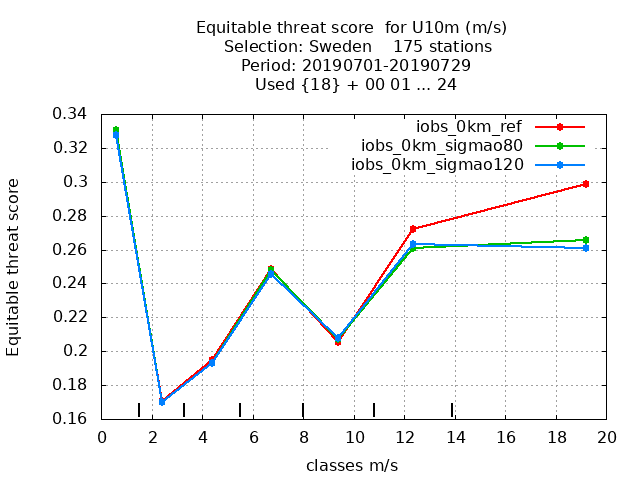 Equitable threat score  for U10m (m/s)
Selection: Sweden    175 stations
Period: 20190701-20190729
Used {18} + 00 01 ... 24
Equitable threat score
0.34
0.32
0.3
0.28
0.26
0.24
0.22
0.2
0.18
0.16
iobs_0km_ref
iobs_0km_sigmao80
iobs_0km_sigmao120
0 2 4 6 8 10 12 14 16 18 20
classes m/s